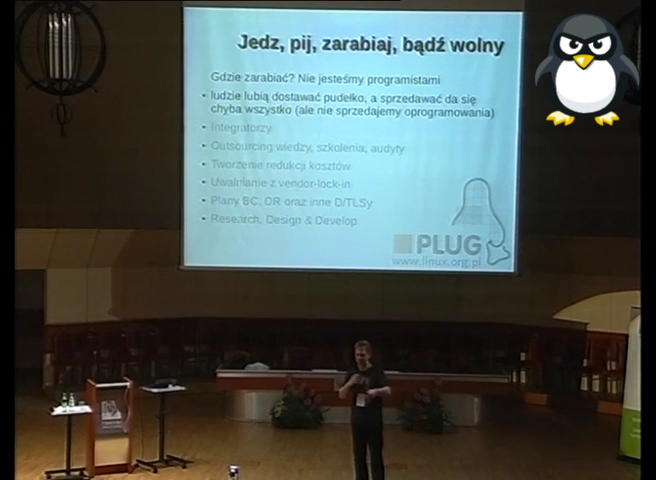 Jedz, pij, zarabiaj, bądź wolny
Gdzie zarabiać? Nie jesteśmy programistami
• ludzie lubią dostawać pudełko, a sprzedawać da się
chyba wszystko (ale nie sprzedajemy oprogramowania)
• Integratorzy
• Outsourcing wiedzy, szkolenia, audyty
• Tworzenie redukcji kosztów
• Uwalnianie z vendor-lock-in
• Plany BC, DR oraz inne D/TLSy
• Research, Design & Develop
PLUG
www.linux.org.pl